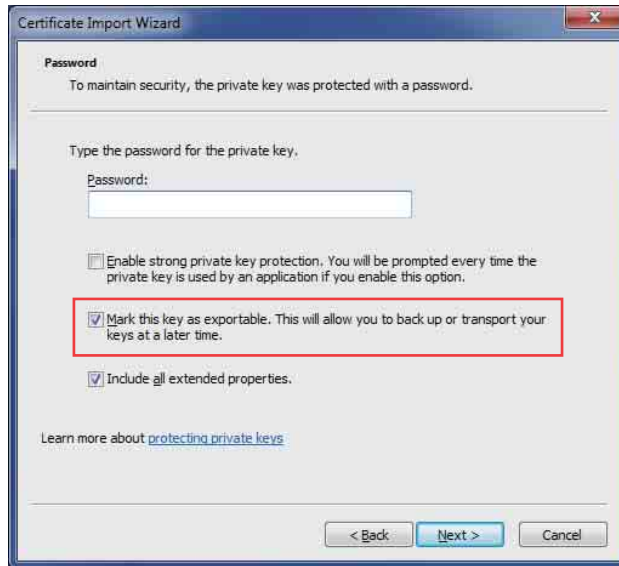 Certificate Import Wizard
Password
To maintain security, the private key was protected with a password.
Type the password for the private key.
Password:
Enable strong private key protection. You will be prompted every time the
private key is used by an application if you enable this option.
Mark this key as exportable. This will allow you to back up or transport your
keys at a later time.
Include all extended properties.
Learn more about protecting private keys
< Back Next > Cancel